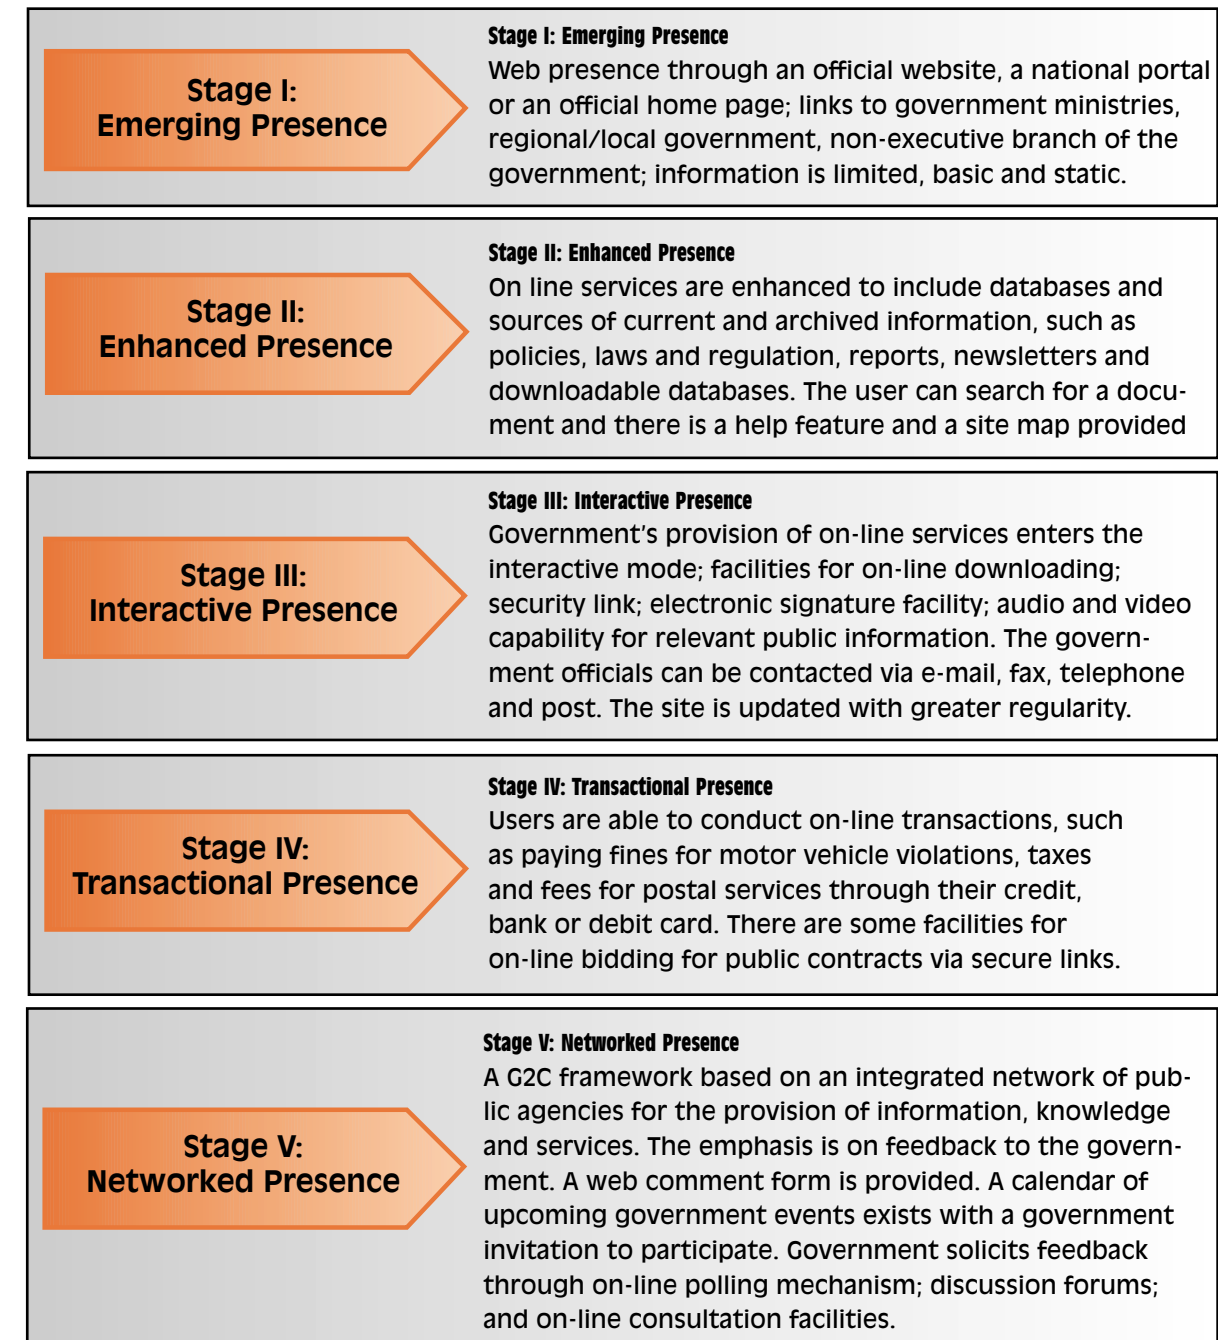 Stage I:
Emerging Presence
Stage I: Emerging Presence
Web presence through an official website, a national portal
or an official home page; links to government ministries,
regional/local government, non-executive branch of the
government; information is limited, basic and static.
Stage II:
Enhanced Presence
Stage II: Enhanced Presence
On line services are enhanced to include databases and
sources of current and archived information, such as
policies, laws and regulation, reports, newsletters and
downloadable databases. The user can search for a docu-
ment and there is a help feature and a site map provided
Stage III:
Interactive Presence
Stage III: Interactive Presence
Government's provision of on-line services enters the
interactive mode; facilities for on-line downloading;
security link; electronic signature facility; audio and video
capability for relevant public information. The govern-
ment officials can be contacted via e-mail, fax, telephone
and post. The site is updated with greater regularity.
Stage IV:
Transactional Presence
Stage IV: Transactional Presence
Users are able to conduct on-line transactions, such
as paying fines for motor vehicle violations, taxes
and fees for postal services through their credit,
bank or debit card. There are some facilities for
on-line bidding for public contracts via secure links.
Stage V:
Networked Presence
Stage V: Networked Presence
A G2C framework based on an integrated network of pub-
lic agencies for the provision of information, knowledge
and services. The emphasis is on feedback to the govern-
ment. A web comment form is provided. A calendar of
upcoming government events exists with a government
invitation to participate. Government solicits feedback
through on-line polling mechanism; discussion forums;
and on-line consultation facilities.